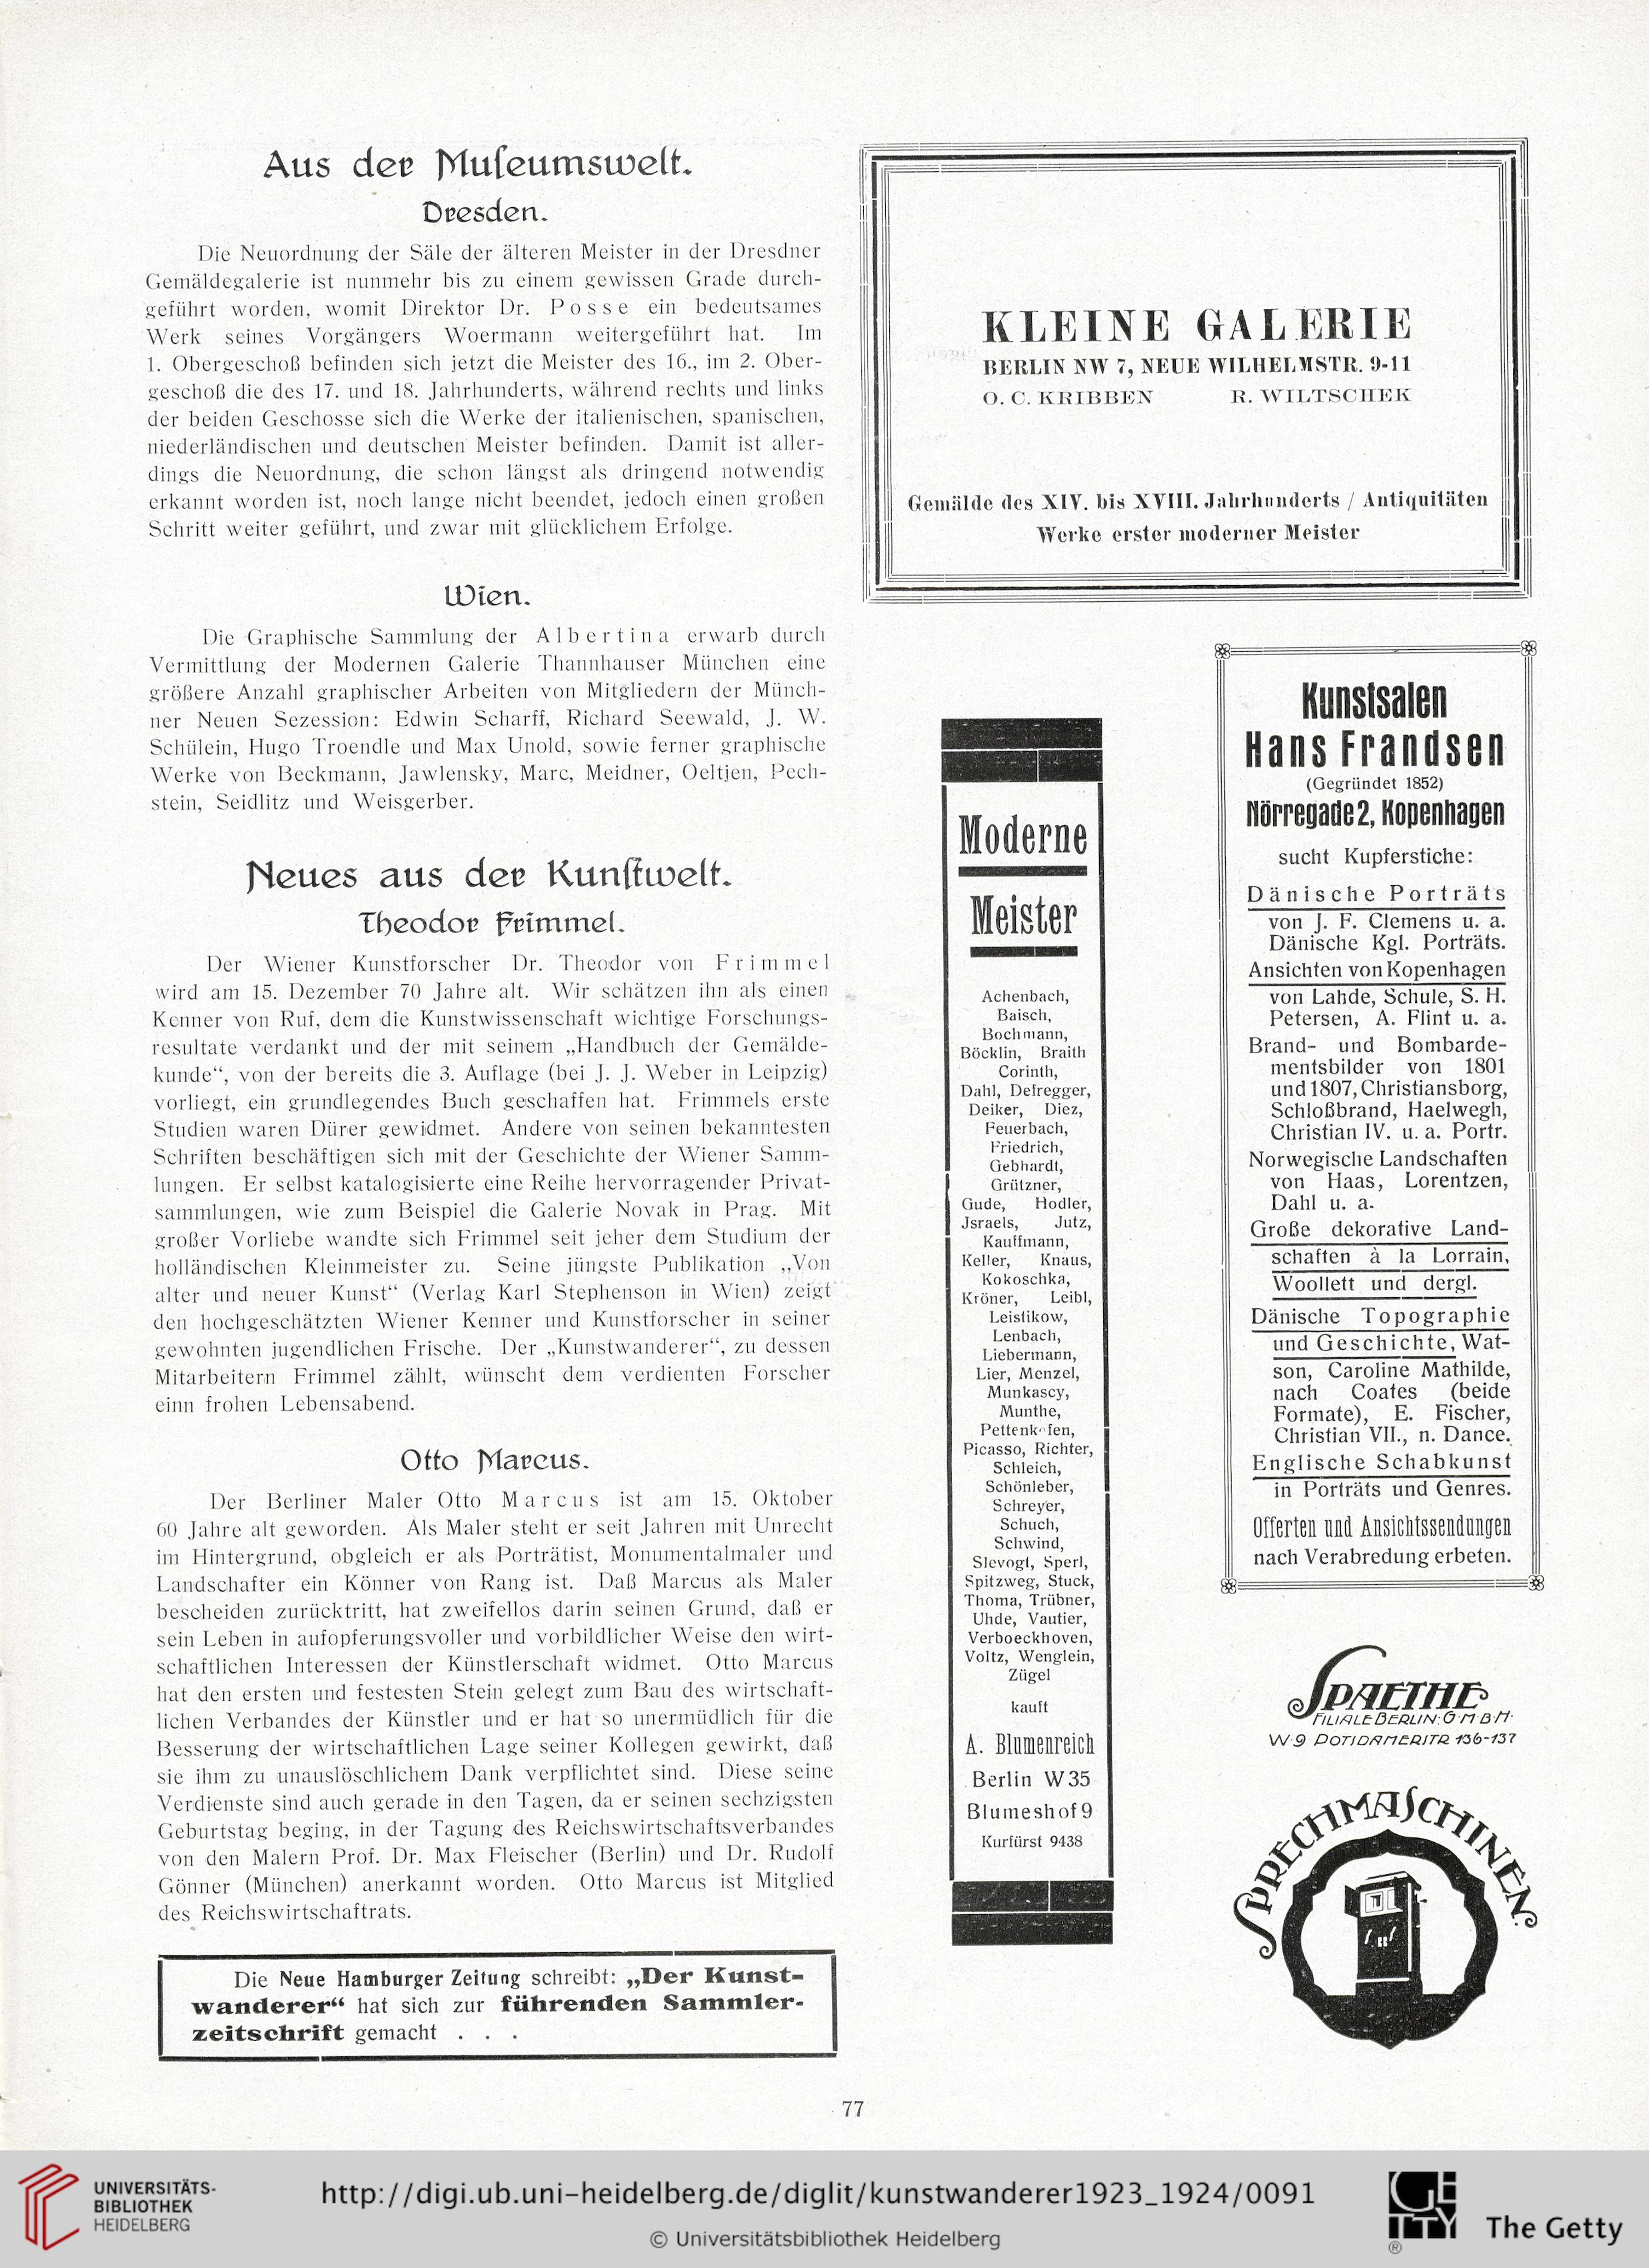 Aus der Muſeumswelt.
Dresden.
Die Neuordnung der Säle der älteren Meister in der Dresdner
Gemäldegalerie ist nunmehr bis zu einem gewissen Grade durch-
geführt worden, womit Direktor Dr. Posse ein bedeutsames
Werk seines Vorgängers Woermann weitergeführt hat. Im
1. Obergeschoß befinden sich jetzt die Meister des 16., im 2. Ober-
geschoß die des 17. und 18. Jahrhunderts, während rechts und links
der beiden Geschosse sich die Werke der italienischen, spanischen,
niederländischen und deutschen Meister befinden. Damit ist aller-
dings die Neuordnung, die schon längst als dringend notwendig
erkannt worden ist, noch lange nicht beendet, jedoch einen großen
Schritt weiter geführt, und zwar mit glücklichem Erfolge.
Wien.
Die Graphische Sammlung der Albertina erwarb durch
Vermittlung der Modernen Galerie Thannhauser München eine
größere Anzahl graphischer Arbeiten von Mitgliedern der Münch-
ner Neuen Sezession: Edwin Scharff, Richard Seewald, J. W.
Schülein, Hugo Troendle und Max Unold, sowie ferner graphische
Werke von Beckmann, Jawlensky, Marc, Meidner, Oeltjen, Pech-
stein, Seidlitz und Weisgerber.
Neues aus der Kunſtwelt.
Theodor Frimmel.
Der Wiener Kunstforscher Dr. Theodor von Frimmel
wird am 15. Dezember 70 Jahre alt. Wir schätzen ihn als einen
Kenner von Ruf, dem die Kunstwissenschaft wichtige Forschungs-
resultate verdankt und der mit seinem „Handbuch der Gemälde-
kunde“, von der bereits die 3. Auflage (bei J. J. Weber in Leipzig)
vorliegt, ein grundlegendes Buch geschaffen hat. Frimmels erste
Studien waren Dürer gewidmet. Andere von seinen bekanntesten
Schriften beschäftigen sich mit der Geschichte der Wiener Samm-
lungen. Er selbst katalogisierte eine Reihe hervorragender Privat-
sammlungen, wie zum Beispiel die Galerie Novak in Prag. Mit
großer Vorliebe wandte sich Frimmel seit jeher dem Studium der
holländischen Kleinmeister zu. Seine jüngste Publikation „Von
alter und neuer Kunst“ (Verlag Karl Stephenson in Wien) zeigt
den hochgeschätzten Wiener Kenner und Kunstforscher in seiner
gewohnten jugendlichen Frische. Der „Kunstwanderer“, zu dessen
Mitarbeitern Frimmel zählt, wünscht dem verdienten Forscher
einn frohen Lebensabend.
Otto Marcus.
Der Berliner Maler Otto Marcus ist am 15. Oktober
60 Jahre alt geworden. Als Maler steht er seit Jahren mit Unrecht
im Hintergrund, obgleich er als Porträtist, Monumentalmaler und
Landschafter ein Könner von Rang ist. Daß Marcus als Maler
bescheiden zurücktritt, hat zweifellos darin seinen Grund, daß er
sein Leben in aufopferungsvoller und vorbildlicher Weise den wirt-
schaftlichen Interessen der Künstlerschaft widmet. Otto Marcus
hat den ersten und festesten Stein gelegt zum Bau des wirtschaft-
lichen Verbandes der Künstler und er hat so unermüdlich für die
Besserung der wirtschaftlichen Lage seiner Kollegen gewirkt, daß
sie ihm zu unauslöschlichem Dank verpflichtet sind. Diese seine
Verdienste sind auch gerade in den Tagen, da er seinen sechzigsten
Geburtstag beging, in der Tagung des Reichswirtschaftsverbandes
von den Malern Prof. Dr. Max Fleischer (Berlin) und Dr. Rudolf
Gönner (München) anerkannt worden. Otto Marcus ist Mitglied
des Reichswirtschaftrats.
Die Neue Hamburger Zeitung schreibt: „Der Kunst-
wanderer“ hat sich zur führenden Sammler-
zeitschrift gemacht . . .
KLEINE GALERIE
BERLIN NW 7, NEUE WILHELMSTR. 9-11
O. C. KRIBBEN R. WILTSCHEK
Gemälde des XIV. bis XVIII. Jahrhunderts / Antiquitäten
Werke erster moderner Meister
Moderne
Meister
Achenbach,
Baisch,
Bochmann,
Böcklin, Braith
Corinth,
Dahl, Defregger,
Deiker, Diez,
Feuerbach,
Friedrich,
Gebhardt,
Grützner,
Gude, Hodler,
Jsraels, Jutz,
Kauffmann,
Keller, Knaus,
Kokoschka,
Kröner, Leibl,
Leistikow,
Lenbach,
Liebermann,
Lier, Menzel,
Munkascy,
Munthe,
Pettenkofen,
Picasso, Richter,
Schleich,
Schönleber,
Schreyer,
Schuch,
Schwind,
Slevogt, Sperl,
Spitzweg, Stuck,
Thoma, Trübner,
Uhde, Vautier,
Verboeckhoven,
Voltz, Wenglein,
Zügel
kauft
A. Blumenreich
Berlin W 35
Blumeshof 9
Kurfürst 9438
Kunstsalen
Hans Frandsen
(Gegründet 1852)
Nörregade 2, Kopenhagen
sucht Kupferstiche:
Dänische Porträts
von J. F. Clemens u. a.
Dänische Kgl. Porträts.
Ansichten von Kopenhagen
von Lahde, Schule, S. H.
Petersen, A. Flint u. a.
Brand- und Bombarde-
mentsbilder von 1801
und 1807, Christiansborg,
Schloßbrand, Haelwegh,
Christian IV. u. a. Portr.
Norwegische Landschaften
von Haas, Lorentzen,
Dahl u. a.
Große dekorative Land-
schaften à la Lorrain,
Woollett und dergl.
Dänische Topographie
und Geschichte, Wat-
son, Caroline Mathilde,
nach Coates (beide
Formate), E. Fischer,
Christian VII., n. Dance.
Englische Schabkunst
in Porträts und Genres.
Offerten und Ansichtssendungen
nach Verabredung erbeten.
SPAETHE
FILIALE BERLIN: G·M·B·H·
W·9 POTSDAMERSTR 136-137
SPRECHMASCHINEN.
77
UNIVERSITÄTS-
BIBLIOTHEK
HEIDELBERG
http://digi.ub.uni-heidelberg.de/diglit/kunstwanderer1923_1924/0091
© Universitätsbibliothek Heidelberg
GETTY
®
The Getty